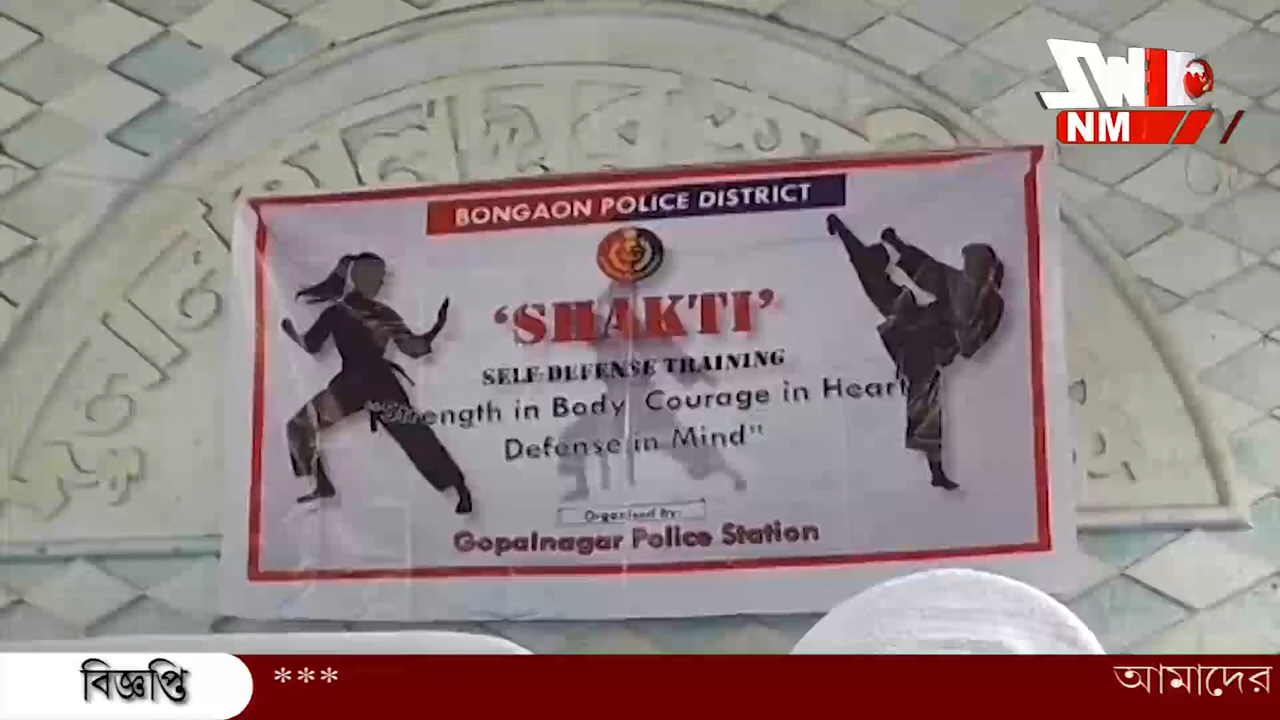 NM
BONGAON POLICE DISTRICT
'SHAKTI'
SELF-DEFENSE TRAINING
"Strength in Body, Courage in Heart
Defense in Mind"
Organised by:
Gopalnagar Police Station
বিজ্ঞপ্তি
***
আমাদের